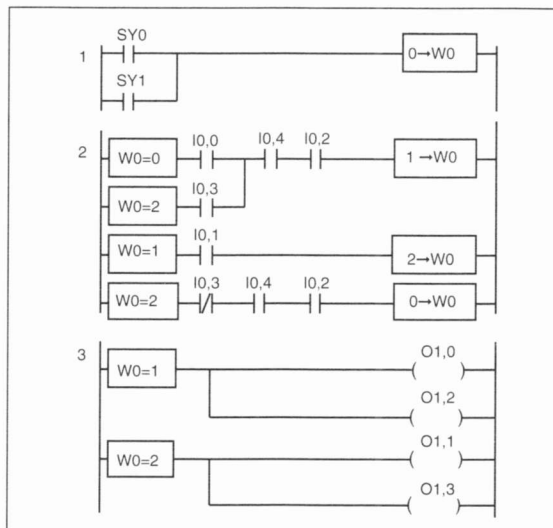 SY0
1
0→W0
SY1
2
I0,0
I0,4
I0,2
W0=0
1→W0
I0,3
W0=2
I0,1
W0=1
2→W0
I0,3
I0,4
I0,2
W0=2
0→W0
3
O1,0
W0=1
O1,2
O1,1
W0=2
O1,3